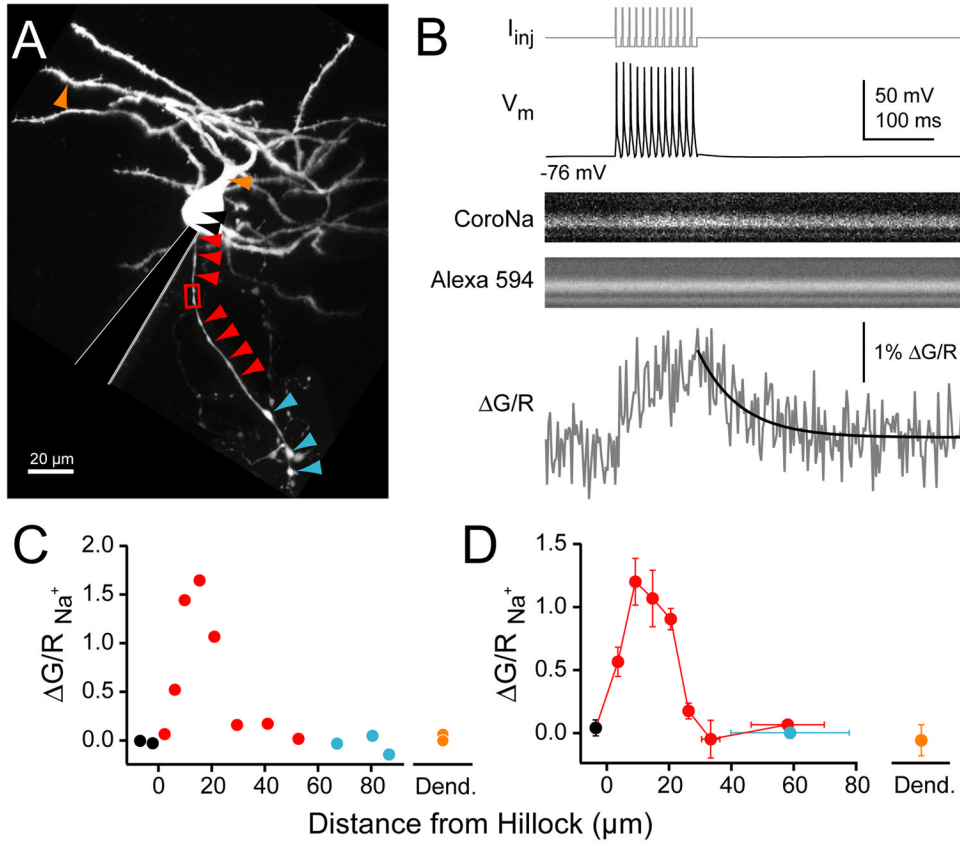 A
20 µm
B
I inj
V m
50 mV
100 ms
-76 mV
CoroNa
Alexa 594
1% ΔG/R
ΔG/R
C
ΔG/R Na+
2.0
1.5
1.0
0.5
0.0
0 20 40 60 80 Dend.
D
ΔG/R Na+
1.5
1.0
0.5
0.0
0 20 40 60 80 Dend.
Distance from Hillock (µm)